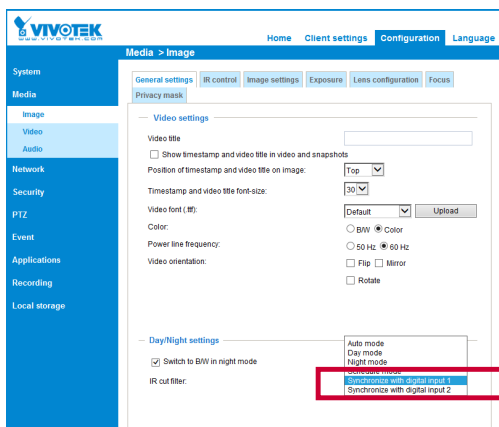 VIVOTEK
WWW.VIVOTEK.COM
Home Client settings Configuration Language
Media > Image
System
Media
Image
Video
Audio
Network
Security
PTZ
Event
Applications
Recording
Local storage
General settings IR control Image settings Exposure Lens configuration Focus
Privacy mask
Video settings
Video title
Show timestamp and video title in video and snapshots
Position of timestamp and video title on image: Top
Timestamp and video title font-size: 30
Video font (.ttf): Default Upload
Color: B/W Color
Power line frequency: 50 Hz 60 Hz
Video orientation: Flip Mirror
Rotate
Day/Night settings
Switch to B/W in night mode
IR cut filter:
Auto mode
Day mode
Night mode
Schedule mode
Synchronize with digital input 1
Synchronize with digital input 2